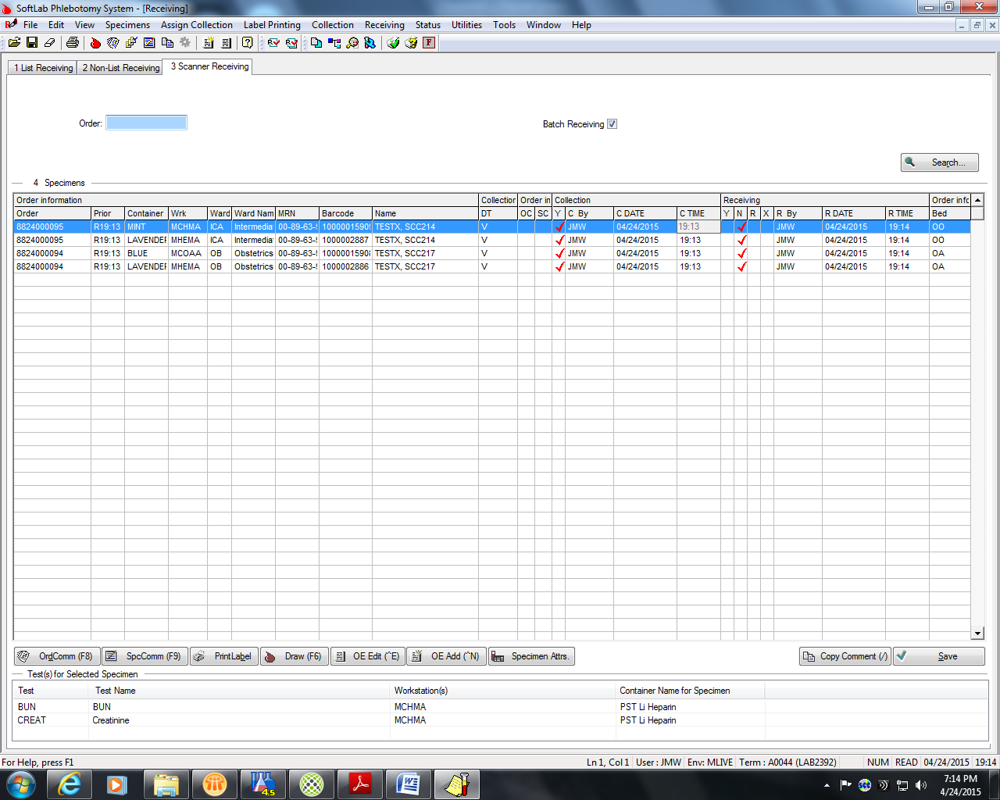 SoftLab Phlebotomy System - [Receiving]
File Edit View Specimens Assign Collection Label Printing Collection Receiving Status Utilities Tools Window Help
1 List Receiving 2 Non-List Receiving 3 Scanner Receiving
Order: Batch Receiving
Search...
4 Specimens
Order information Collection Order in Collection Receiving Order infc
Order Prior Container Wrk Ward Ward Nam MRN Barcode Name DT OC SC Y C By C DATE C TIME Y N R X R By R DATE R TIME Bed
8824000095 R19:13 MINT MCHMA ICA Intermedia 00-89-63- 1000001590 TESTX, SCC214 V JMW 04/24/2015 19:13 JMW 04/24/2015 19:14 OO
8824000095 R19:13 LAVENDER MHEMA ICA Intermedia 00-89-63- 1000002887 TESTX, SCC214 V JMW 04/24/2015 19:13 JMW 04/24/2015 19:14 OO
8824000094 R19:13 BLUE MCOAA OB Obstetrics 00-89-63- 1000001590 TESTX, SCC217 V JMW 04/24/2015 19:13 JMW 04/24/2015 19:14 OA
8824000094 R19:13 LAVENDER MHEMA OB Obstetrics 00-89-63- 1000002886 TESTX, SCC217 V JMW 04/24/2015 19:13 JMW 04/24/2015 19:14 OA
OrdComm (F8) SpcComm (F9) PrintLabel Draw (F6) OE Edit (^E) OE Add (^N) Specimen Attrs. Copy Comment (/) Save
Test(s) for Selected Specimen
Test Test Name Workstation(s) Container Name for Specimen
BUN BUN MCHMA PST Li Heparin
CREAT Creatinine MCHMA PST Li Heparin
For Help, press F1 Ln 1, Col 1 User : JMW Env: MLIVE Term : A0044 (LAB2392) NUM READ 04/24/2015 19:14
4.5
7:14 PM
4/24/2015